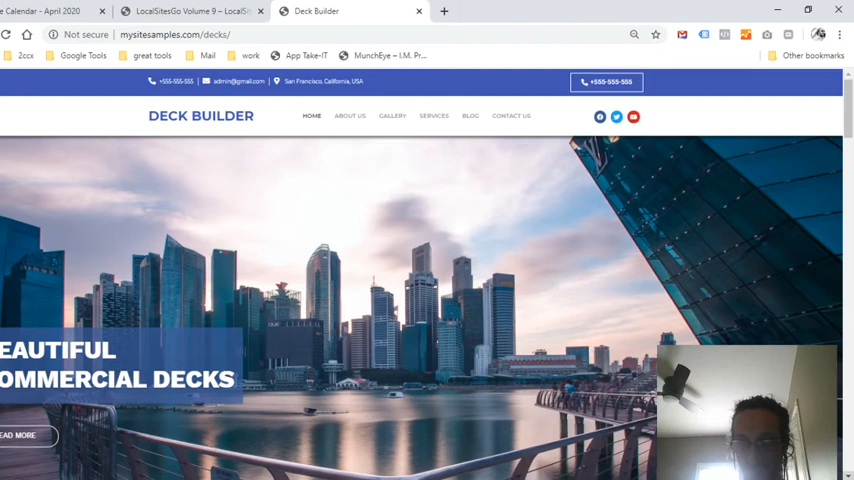 e Calendar - April 2020
LocalSitesGo Volume 9 – LocalSit
Deck Builder
Not secure
mysitesamples.com/decks/
2ccx
Google Tools
great tools
Mail
work
Access Take-IT
MunchEye – I.M. Pr...
Other bookmarks
+555-555-555
admin@gmail.com
San Francisco, California, USA
+555-555-555
DECK BUILDER
HOME
ABOUT US
GALLERY
SERVICES
BLOG
CONTACT US
EAUTIFUL
OMMERCIAL DECKS
EAD MORE